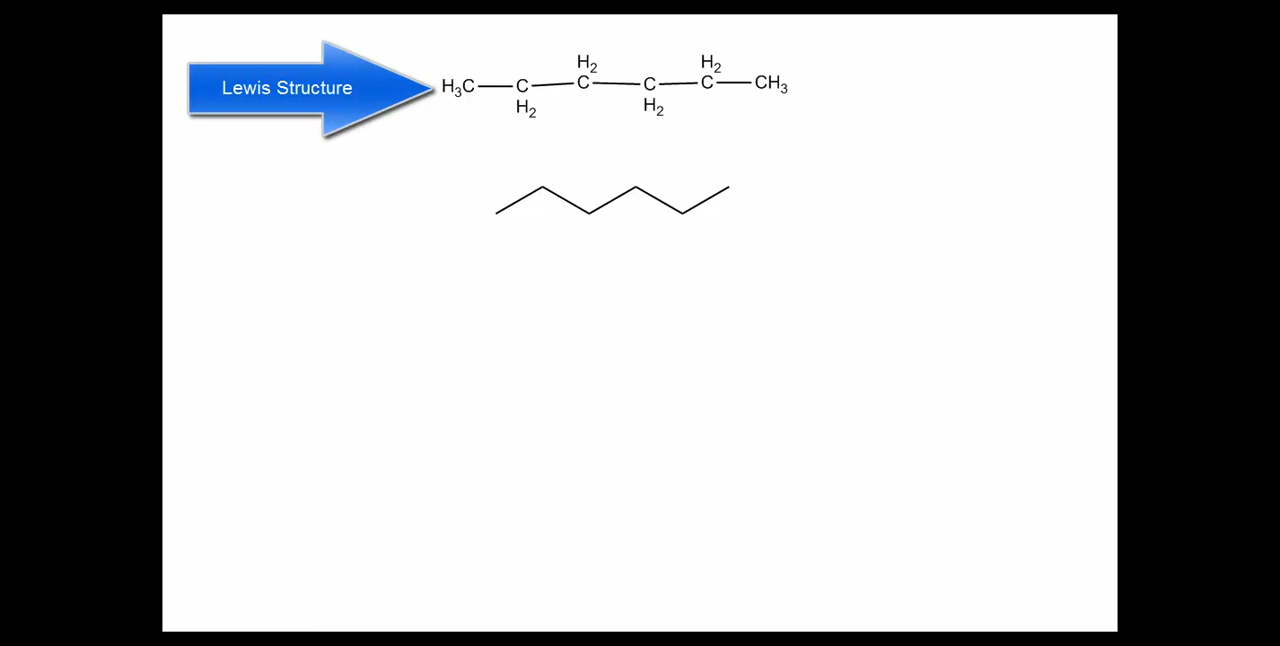 Lewis Structure
H₂ H₂
H₃C C C C C CH₃
H₂ H₂